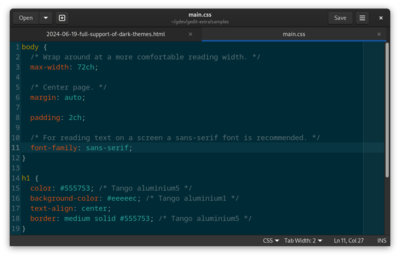 Open
main.css
~/gdev/gedit-extra/samples
Save
2024-06-19-full-support-of-dark-themes.html
main.css
1 body {
2 /* Wrap around at a more comfortable reading width. */
3 max-width: 72ch;
4
5 /* Center page. */
6 margin: auto;
7
8 padding: 2ch;
9
10 /* For reading text on a screen a sans-serif font is recommended. */
11 font-family: sans-serif;
12 }
13
14 h1 {
15 color: #555753; /* Tango aluminium5 */
16 background-color: #eeeeec; /* Tango aluminium1 */
17 text-align: center;
18 border: medium solid #555753; /* Tango aluminium5 */
19 }
CSS Tab Width: 2 Ln 11, Col 27 INS